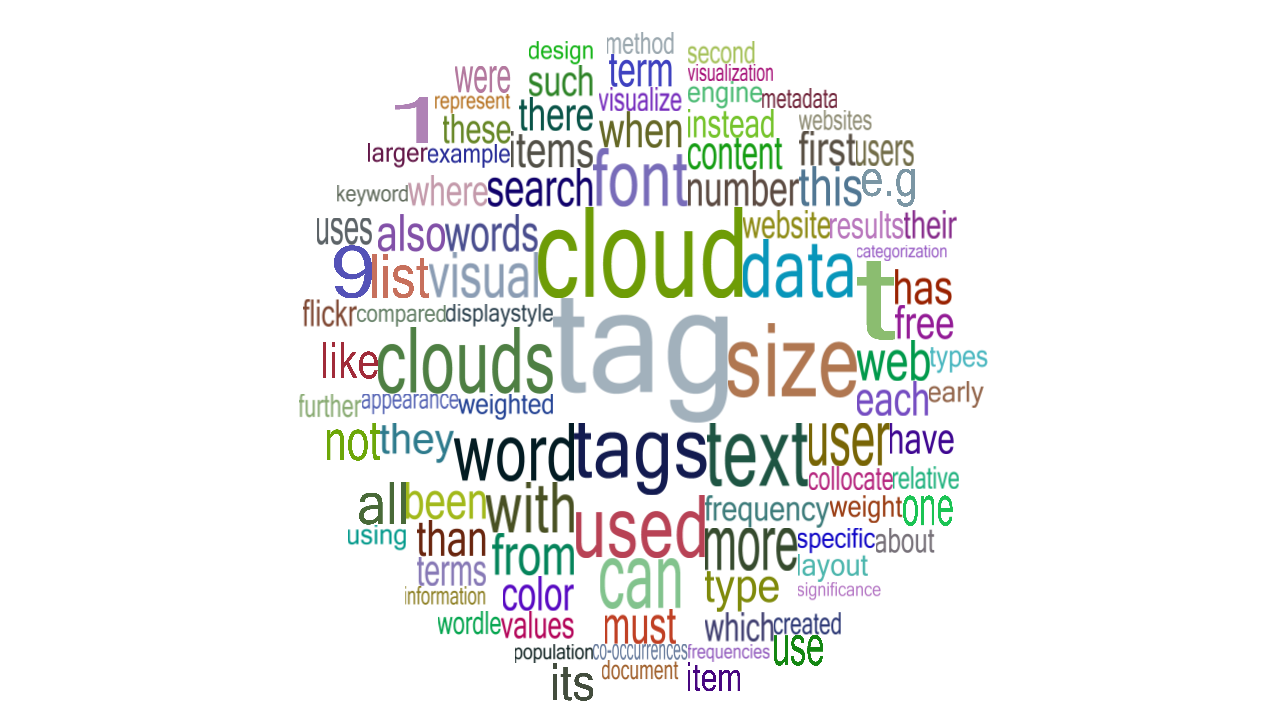 design method second
were such term visualization
represent there visualize engine metadata
1 these items when instead websites
larger example content first users
keyword where search font number this e.g
uses also words cloud website results their
9 list visual data categorization
t has
flickr compared displaystyle free
like clouds tag size web types
further appearance weighted each early
not they word tags text user have
collocate relative
all been with used frequency weight one
using than from more specific about
terms can type layout
information color significance
wordle values must which created
population co-occurrences frequencies use
its document item